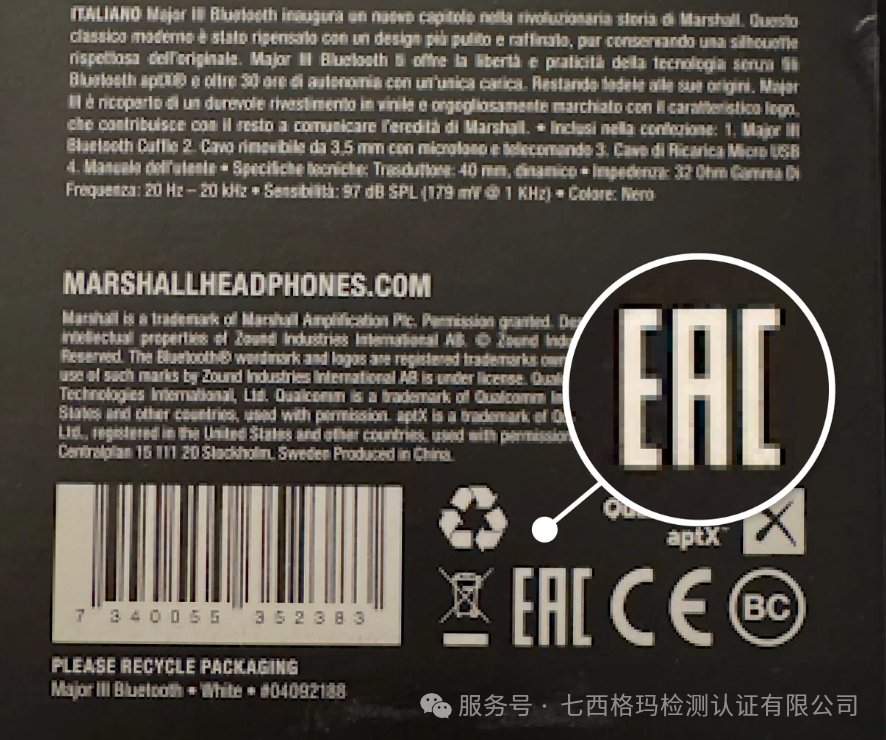 ITALIANO Major III Bluetooth inaugura un nuovo capitolo nella rivoluzionaria storia di Marshall. Questo
classico moderno è stato ripensato con un design più pulito e raffinato, pur conservando una silhouette
rispettosa dell'originale. Major III Bluetooth ti offre la libertà e praticità della tecnologia senza fili
Bluetooth aptX® e oltre 30 ore di autonomia con un'unica carica. Restando fedele alle sue origini, Major
III è ricoperto di un durevole rivestimento in vinile e orgogliosamente marchiato con il caratteristico logo,
che contribuisce con il resto a comunicare l'eredità di Marshall. • Inclusi nella confezione: 1. Major III
Bluetooth Cuffie 2. Cavo rimovibile da 3,5 mm con microfono e telecomando 3. Cavo di Ricarica Micro USB
4. Manuale dell'utente • Specifiche tecniche: Trasduttore: 40 mm, dinamico • Impedenza: 32 Ohm Gamma Di
Frequenza: 20 Hz – 20 kHz • Sensibilità: 97 dB SPL (179 mV @ 1 KHz) • Colore: Nero
MARSHALLHEADPHONES.COM
Marshall is a trademark of Marshall Amplification Plc. Permission granted.
intellectual properties of Zound Industries International AB. © Zound
Reserved. The Bluetooth® wordmark and logos are registered trademarks
use of such marks by Zound Industries International AB is under license.
Technologies International, Ltd. Qualcomm is a trademark of Qualcomm
States and other countries, used with permission. aptX is a trademark of
Ltd., registered in the United States and other countries, used with permission
Centralplan 15 111 20 Stockholm, Sweden Produced in China.
EAC
aptX™
7 340055 352383
EAC CE BC
PLEASE RECYCLE PACKAGING
Major III Bluetooth • White • #04092188
服务号 · 七西格玛检测认证有限公司